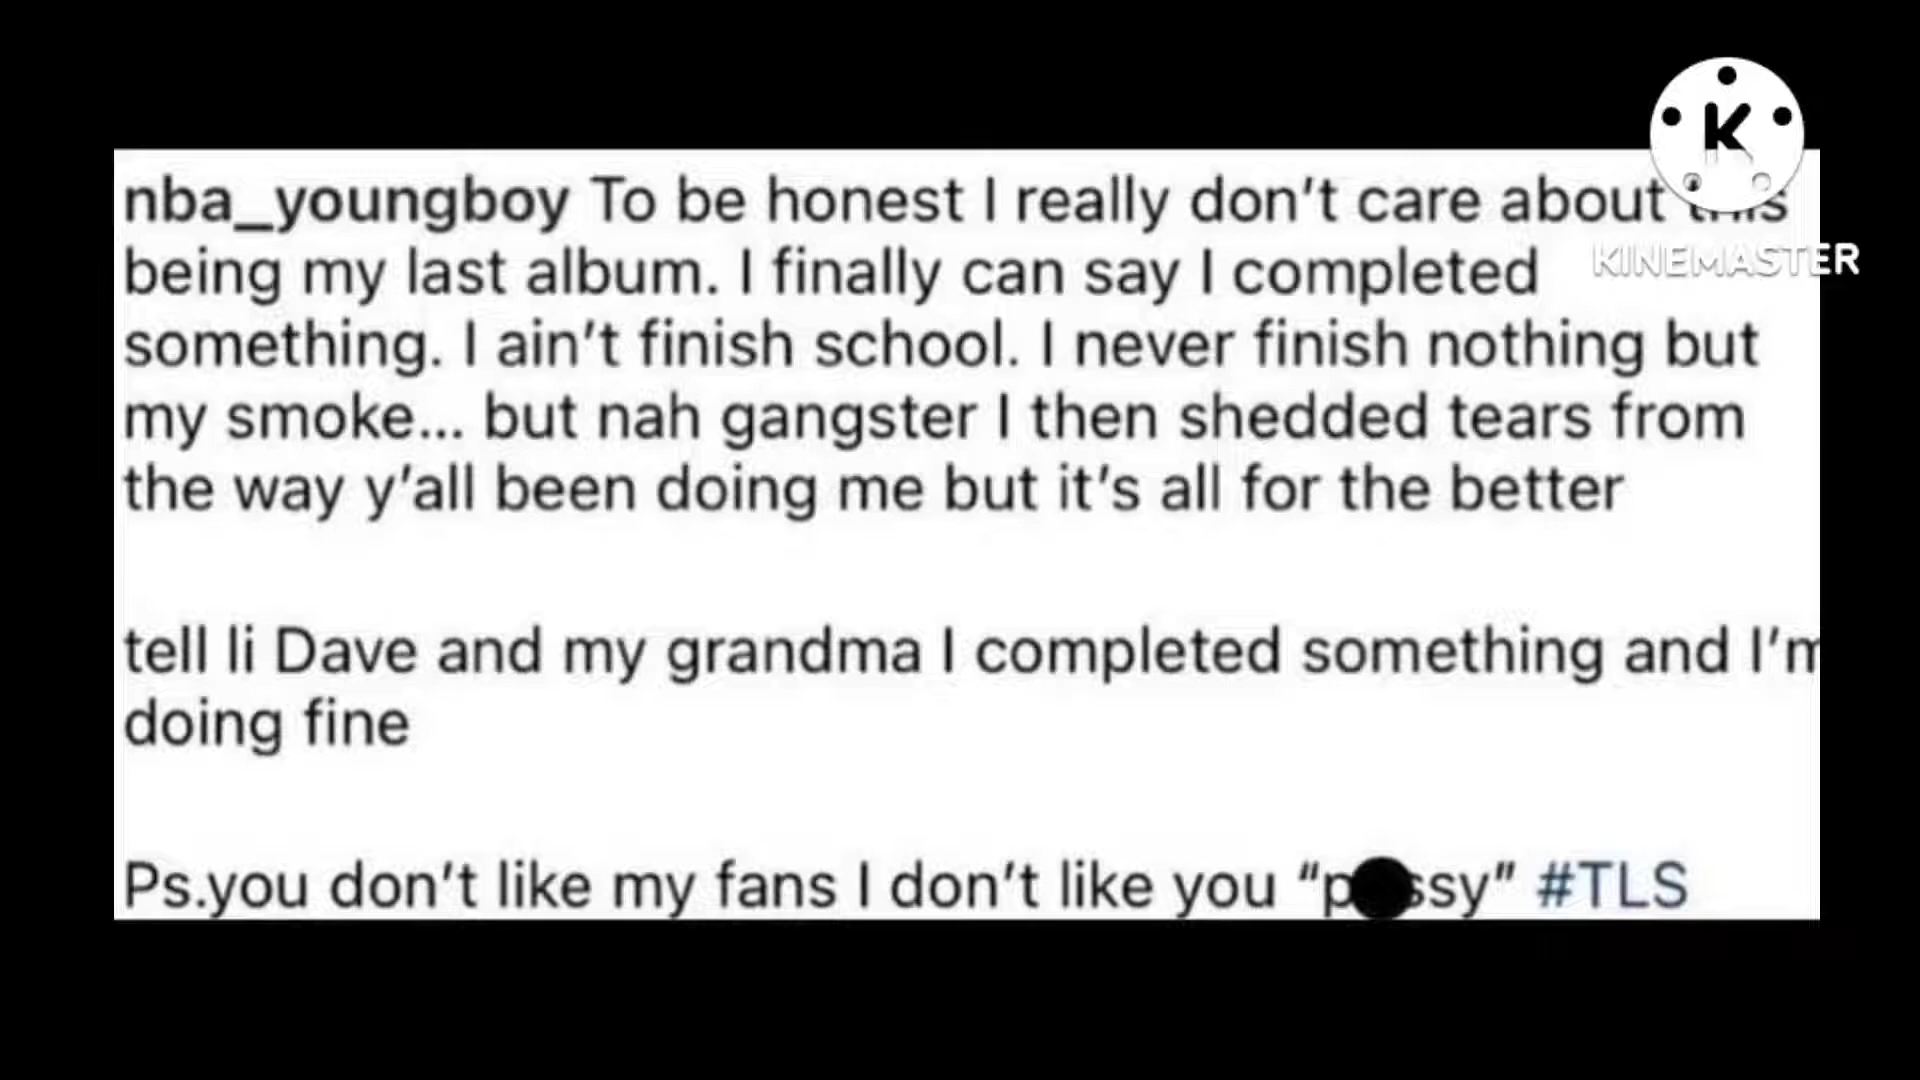 nba_youngboy To be honest I really don't care about this
being my last album. I finally can say I completed
something. I ain't finish school. I never finish nothing but
my smoke... but nah gangster I then shedded tears from
the way y'all been doing me but it's all for the better
tell li Dave and my grandma I completed something and I'm
doing fine
Ps.you don't like my fans I don't like you “p ssy” #TLS
K
KINEMASTER